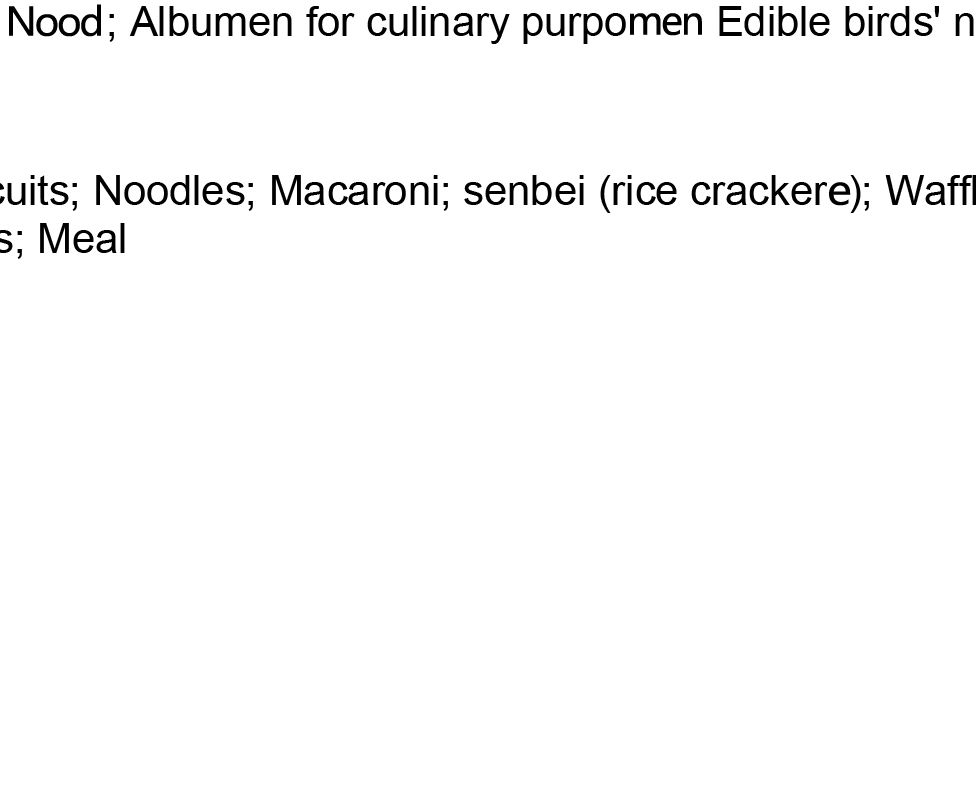 Nood; Albumen for culinary purpomen Edible birds' n
cuits; Noodles; Macaroni; senbei (rice crackere); Waffl
s; Meal